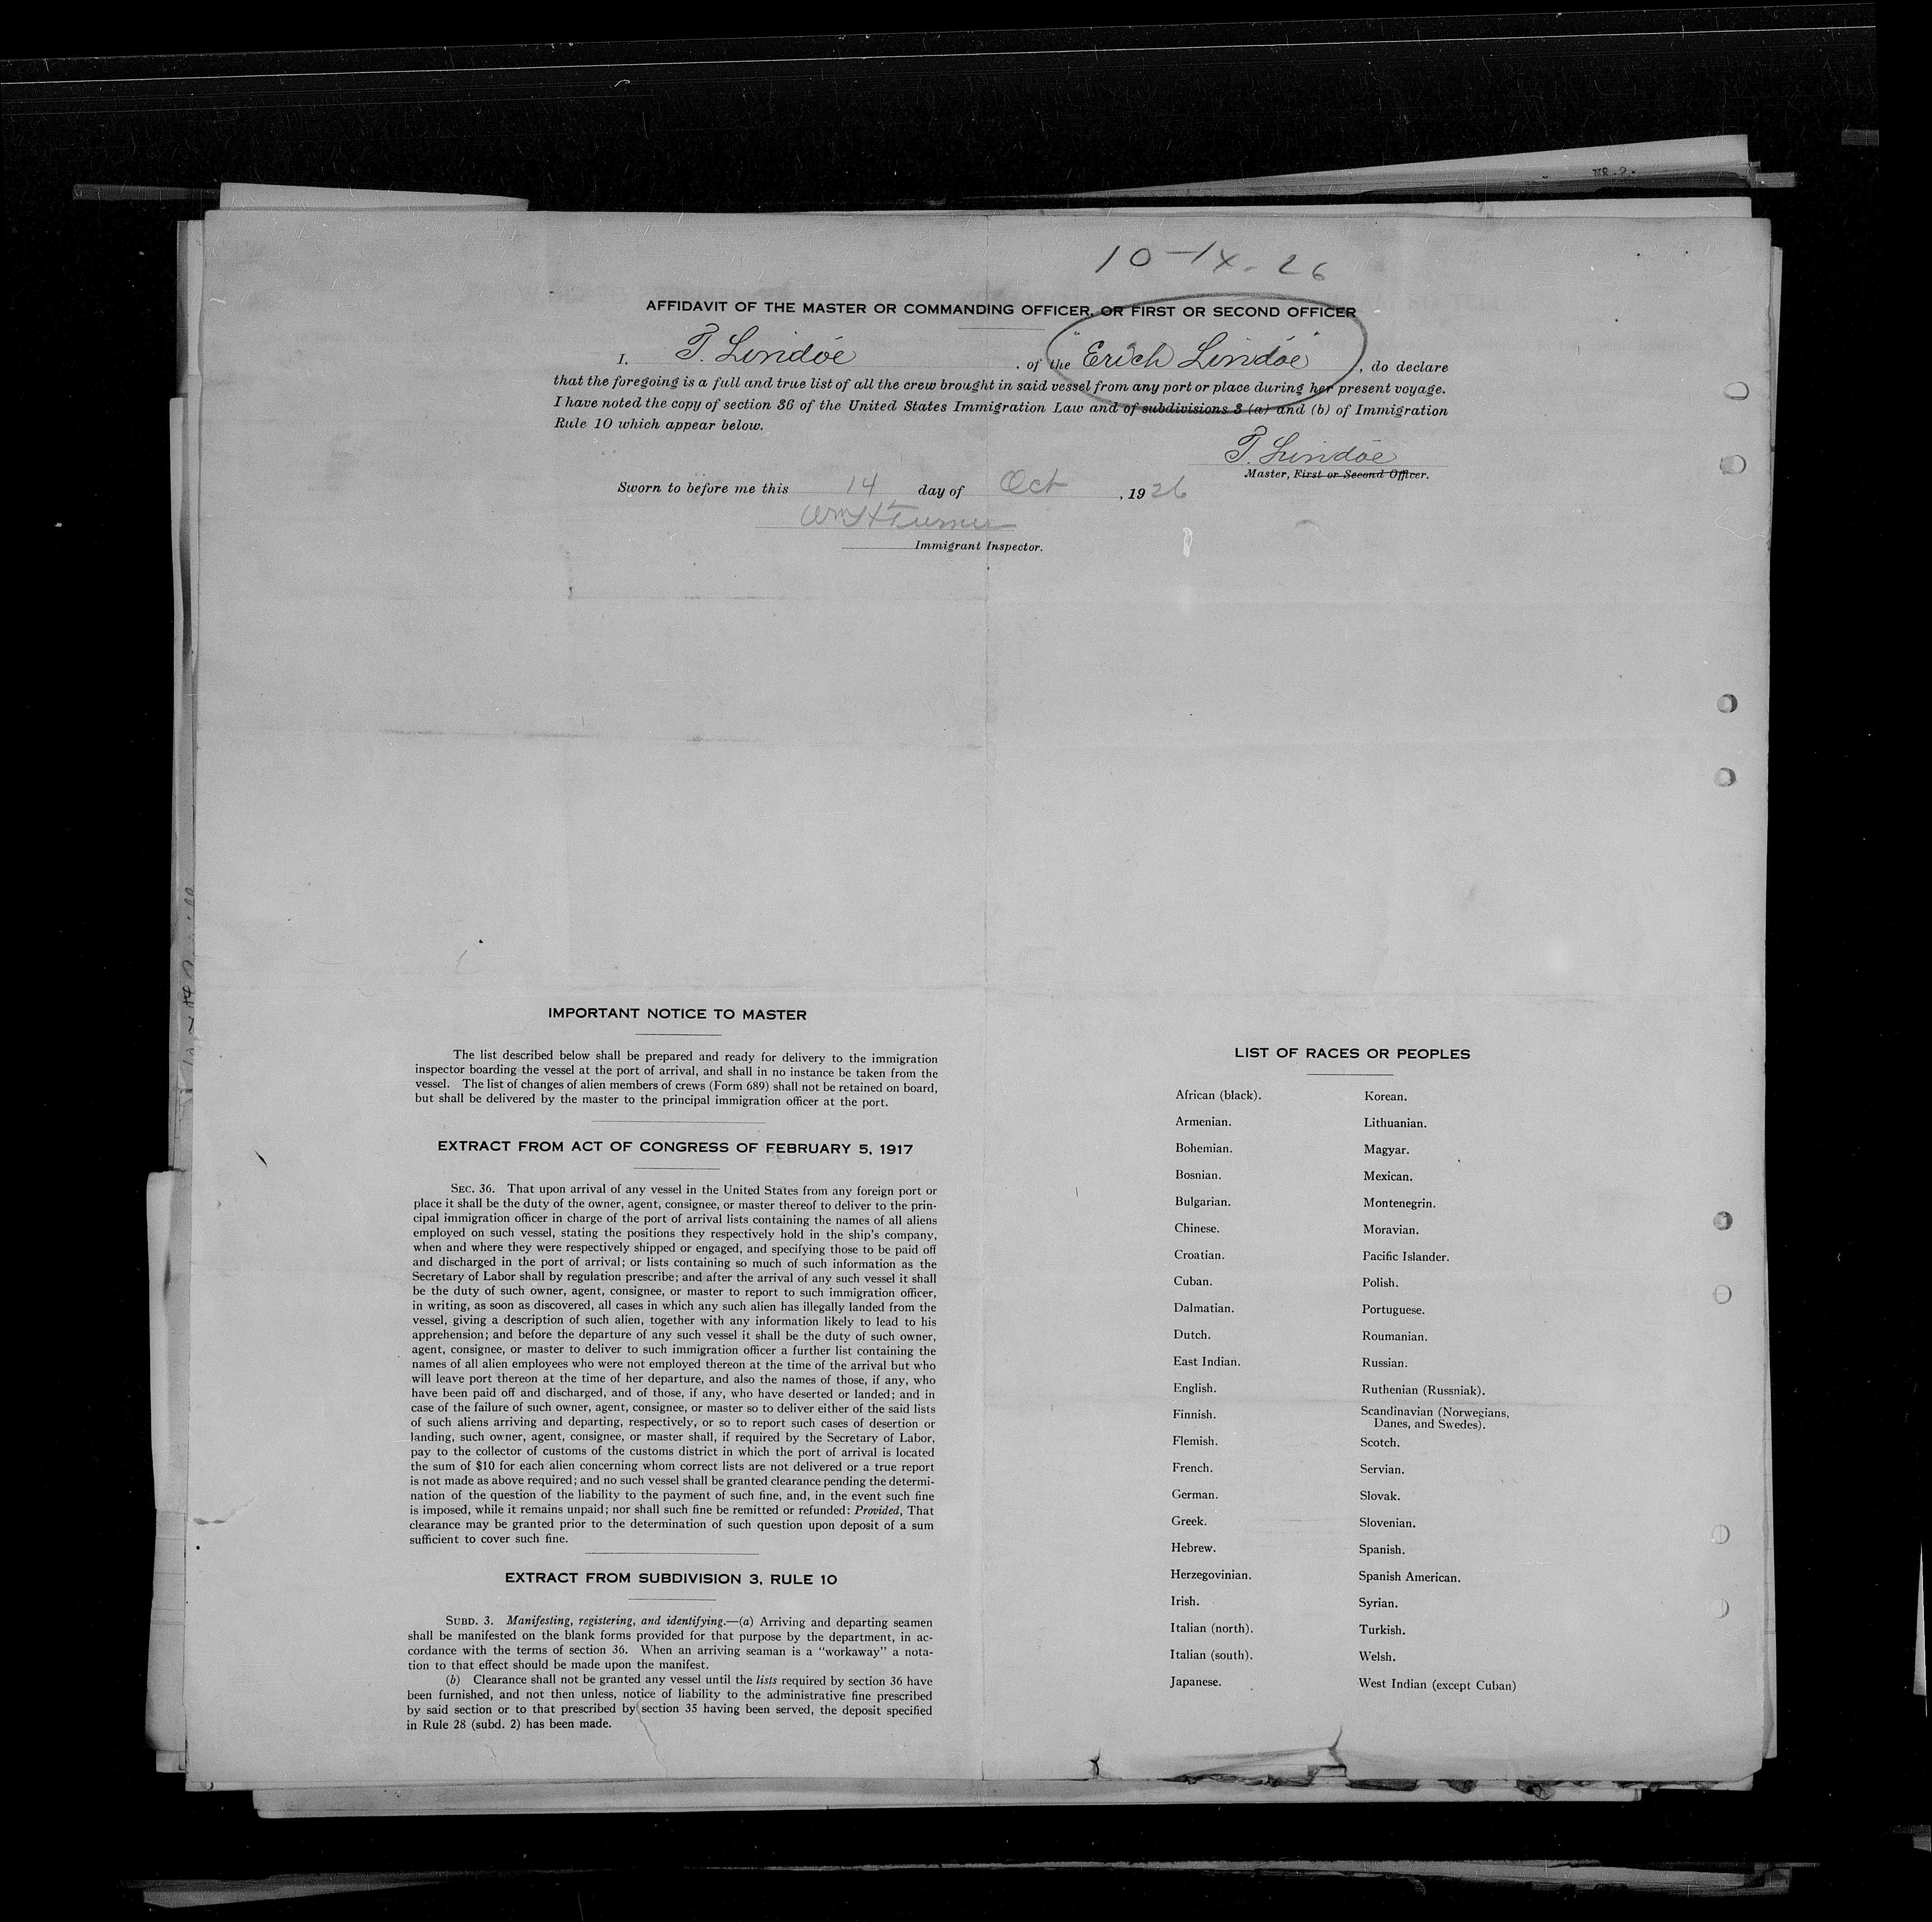 NR.2.
10-14-26
AFFIDAVIT OF THE MASTER OR COMMANDING OFFICER, OR FIRST OR SECOND OFFICER
I, T. Lindöe, of the "Erich Lindöe", do declare
that the foregoing is a full and true list of all the crew brought in said vessel from any port or place during her present voyage.
I have noted the copy of section 36 of the United States Immigration Law and of subdivisions 3 (a) and (b) of Immigration
Rule 10 which appear below.
T. Lindöe
Master, First or Second Officer.
Sworn to before me this 14 day of Oct, 1926
Wm H Turner
Immigrant Inspector.
IMPORTANT NOTICE TO MASTER
The list described below shall be prepared and ready for delivery to the immigration
inspector boarding the vessel at the port of arrival, and shall in no instance be taken from the
vessel. The list of changes of alien members of crews (Form 689) shall not be retained on board,
but shall be delivered by the master to the principal immigration officer at the port.
EXTRACT FROM ACT OF CONGRESS OF FEBRUARY 5, 1917
SEC. 36. That upon arrival of any vessel in the United States from any foreign port or
place it shall be the duty of the owner, agent, consignee, or master thereof to deliver to the prin-
cipal immigration officer in charge of the port of arrival lists containing the names of all aliens
employed on such vessel, stating the positions they respectively hold in the ship's company,
when and where they were respectively shipped or engaged, and specifying those to be paid off
and discharged in the port of arrival; or lists containing so much of such information as the
Secretary of Labor shall by regulation prescribe; and after the arrival of any such vessel it shall
be the duty of such owner, agent, consignee, or master to report to such immigration officer,
in writing, as soon as discovered, all cases in which any such alien has illegally landed from the
vessel, giving a description of such alien, together with any information likely to lead to his
apprehension; and before the departure of any such vessel it shall be the duty of such owner,
agent, consignee, or master to deliver to such immigration officer a further list containing the
names of all alien employees who were not employed thereon at the time of the arrival but who
will leave port thereon at the time of her departure, and also the names of those, if any, who
have been paid off and discharged, and of those, if any, who have deserted or landed; and in
case of the failure of such owner, agent, consignee, or master so to deliver either of the said lists
of such aliens arriving and departing, respectively, or so to report such cases of desertion or
landing, such owner, agent, consignee, or master shall, if required by the Secretary of Labor,
pay to the collector of customs of the customs district in which the port of arrival is located
the sum of $10 for each alien concerning whom correct lists are not delivered or a true report
is not made as above required; and no such vessel shall be granted clearance pending the determi-
nation of the question of the liability to the payment of such fine, and, in the event such fine
is imposed, while it remains unpaid; nor shall such fine be remitted or refunded: Provided, That
clearance may be granted prior to the determination of such question upon deposit of a sum
sufficient to cover such fine.
EXTRACT FROM SUBDIVISION 3, RULE 10
SUBD. 3. Manifesting, registering, and identifying.—(a) Arriving and departing seamen
shall be manifested on the blank forms provided for that purpose by the department, in ac-
cordance with the terms of section 36. When an arriving seaman is a "workaway" a nota-
tion to that effect should be made upon the manifest.
(b) Clearance shall not be granted any vessel until the lists required by section 36 have
been furnished, and not then unless, notice of liability to the administrative fine prescribed
by said section or to that prescribed by section 35 having been served, the deposit specified
in Rule 28 (subd. 2) has been made.
LIST OF RACES OR PEOPLES
African (black).
Armenian.
Bohemian.
Bosnian.
Bulgarian.
Chinese.
Croatian.
Cuban.
Dalmatian.
Dutch.
East Indian.
English.
Finnish.
Flemish.
French.
German.
Greek.
Hebrew.
Herzegovinian.
Irish.
Italian (north).
Italian (south).
Japanese.
Korean.
Lithuanian.
Magyar.
Mexican.
Montenegrin.
Moravian.
Pacific Islander.
Polish.
Portuguese.
Roumanian.
Russian.
Ruthenian (Russniak).
Scandinavian (Norwegians,
Danes, and Swedes).
Scotch.
Servian.
Slovak.
Slovenian.
Spanish.
Spanish American.
Syrian.
Turkish.
Welsh.
West Indian (except Cuban)